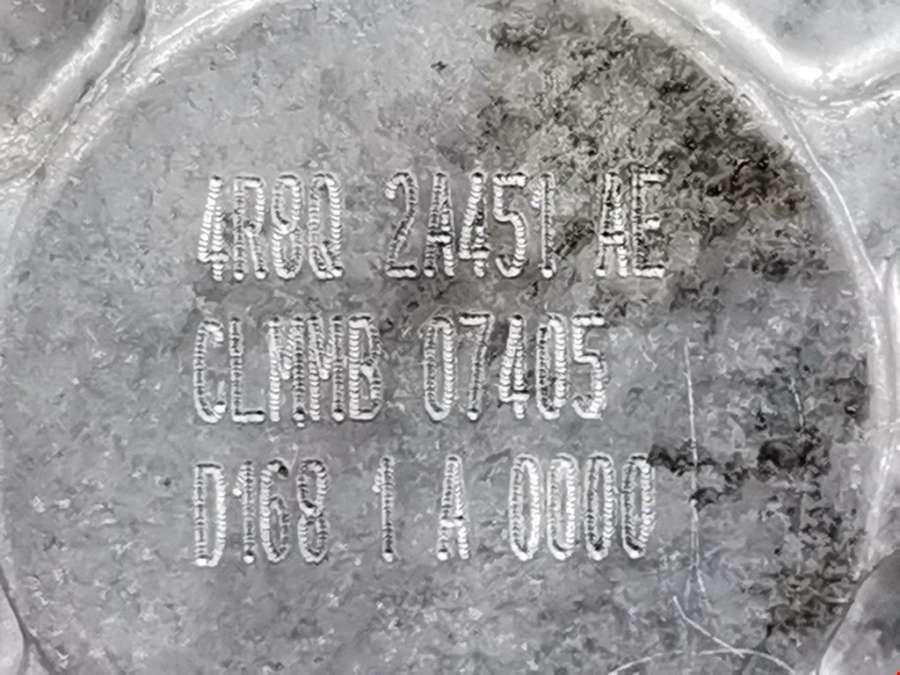 4R8Q 2A451 AE
CLMMB 07405
D168 1 A 0000